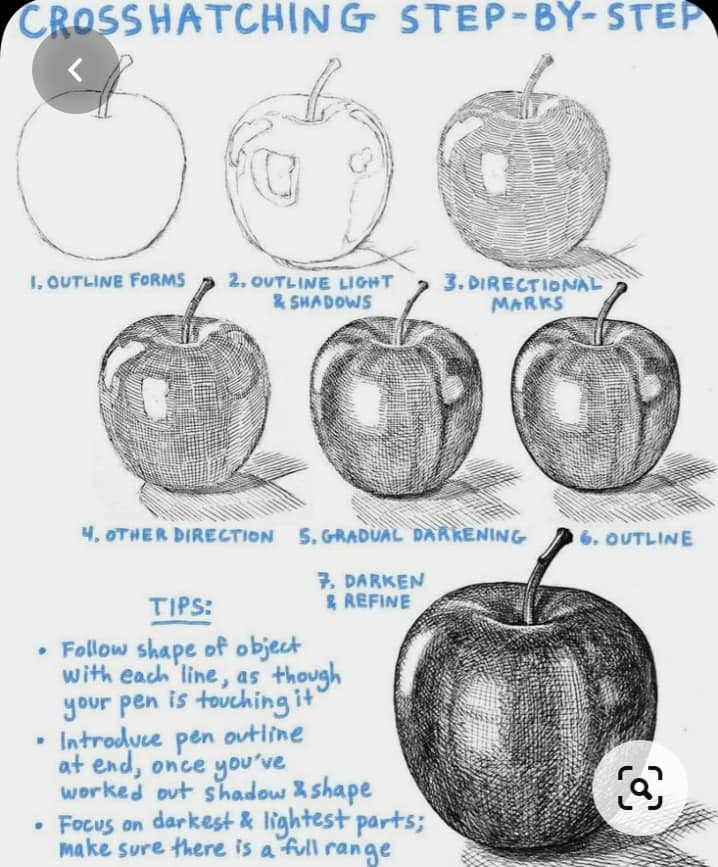 CROSSHATCHING STEP-BY-STEP
1. OUTLINE FORMS
2. OUTLINE LIGHT
& SHADOWS
3. DIRECTIONAL
MARKS
4. OTHER DIRECTION
5. GRADUAL DARKENING
6. OUTLINE
7. DARKEN
& REFINE
TIPS:
• Follow shape of object
with each line, as though
your pen is touching it
• Introduce pen outline
at end, once you've
worked out shadow & shape
• Focus on darkest & lightest parts;
make sure there is a full range